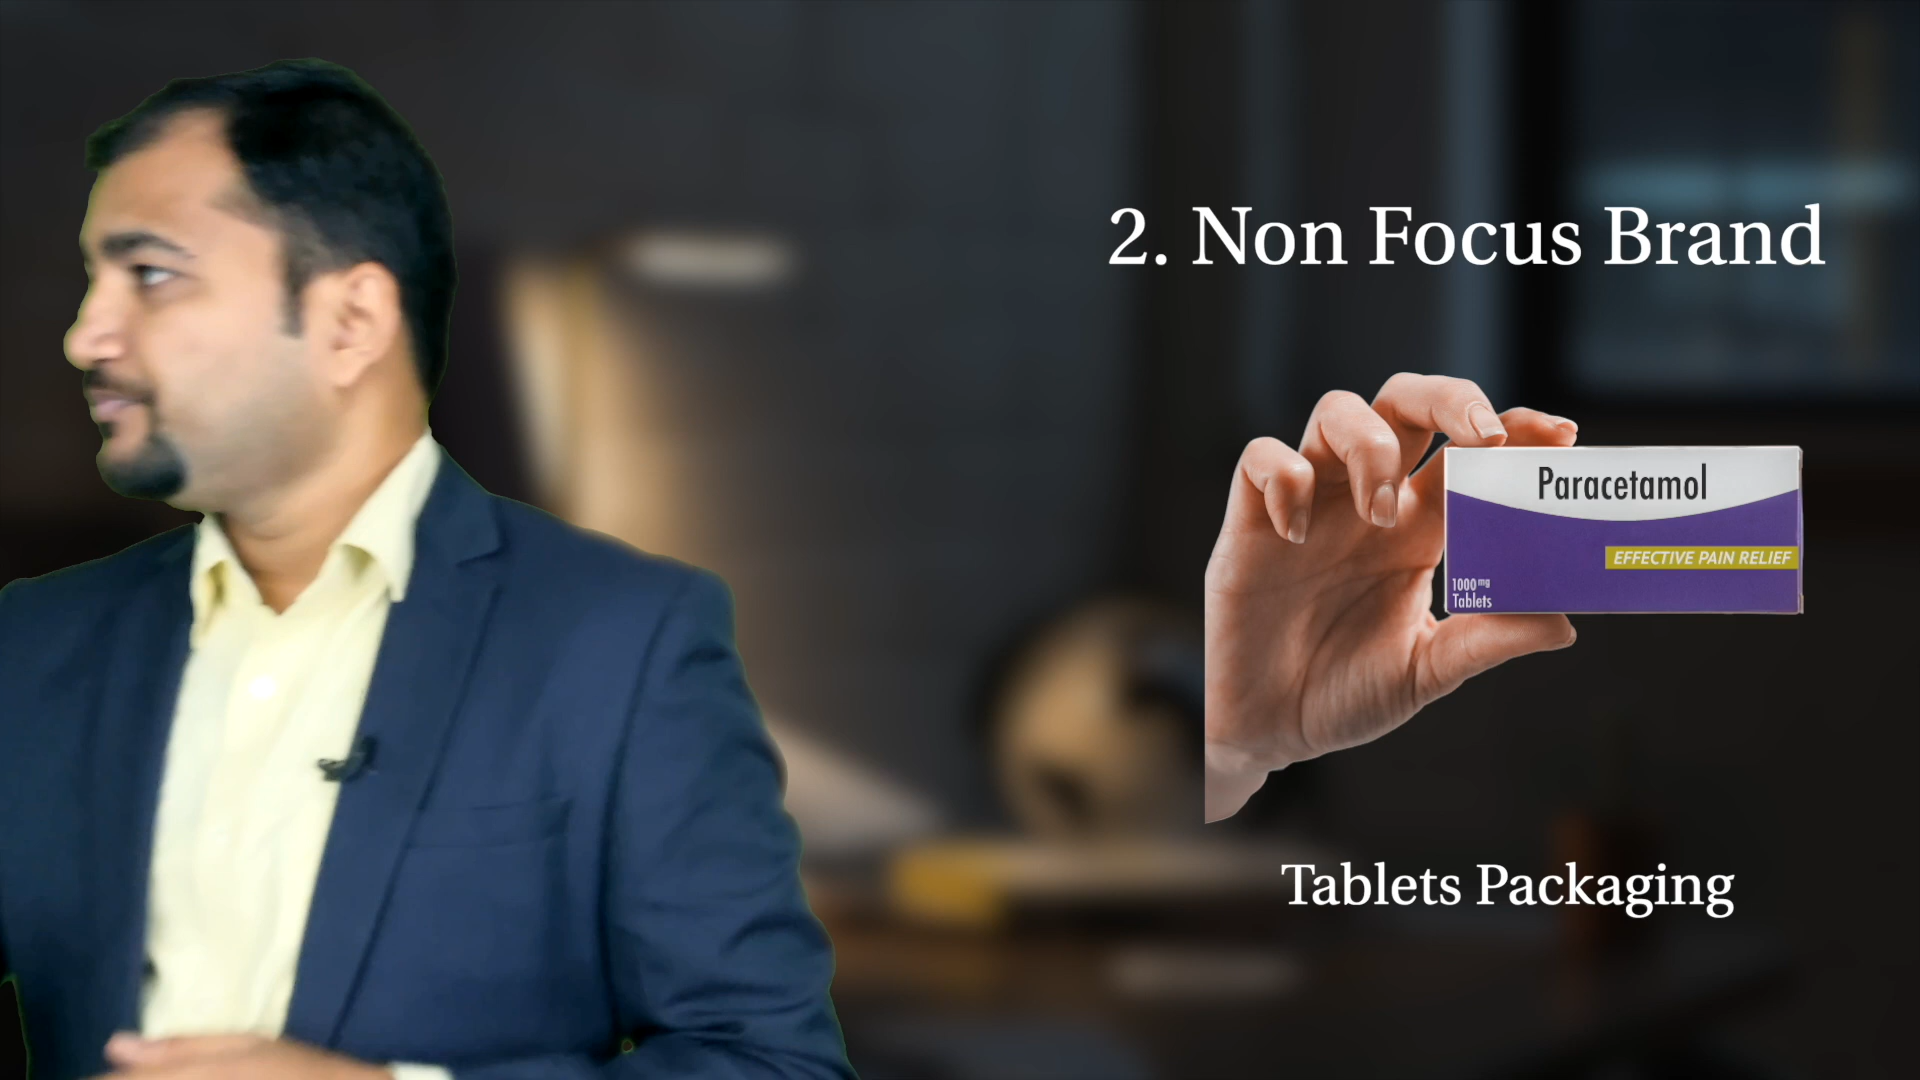 2. Non Focus Brand
Paracetamol
EFFECTIVE PAIN RELIEF
1000mg
Tablets
Tablets Packaging